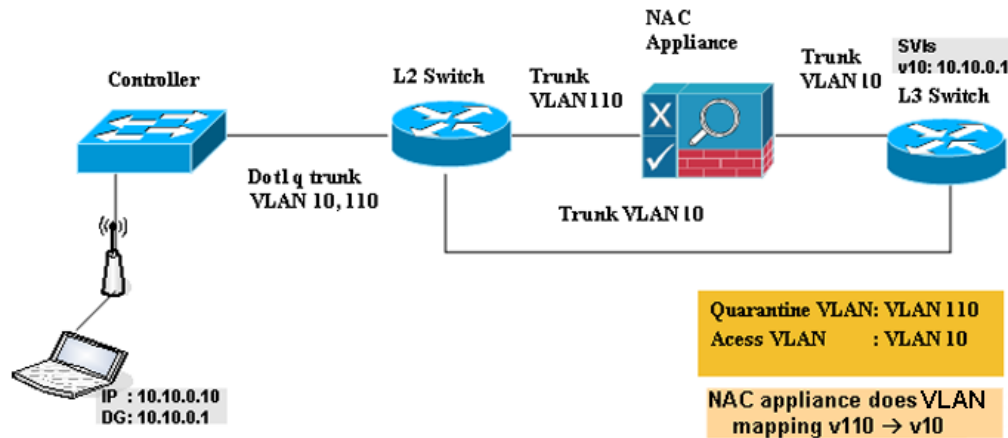 NAC
Appliance
SVIs
v10: 10.10.0.1
L3 Switch
Controller
L2 Switch
Trunk
VLAN 110
Trunk
VLAN 10
Dot1q trunk
VLAN 10, 110
Trunk VLAN 10
IP : 10.10.0.10
DG: 10.10.0.1
Quarantine VLAN: VLAN 110
Acess VLAN : VLAN 10
NAC appliance does VLAN
mapping v110 → v10